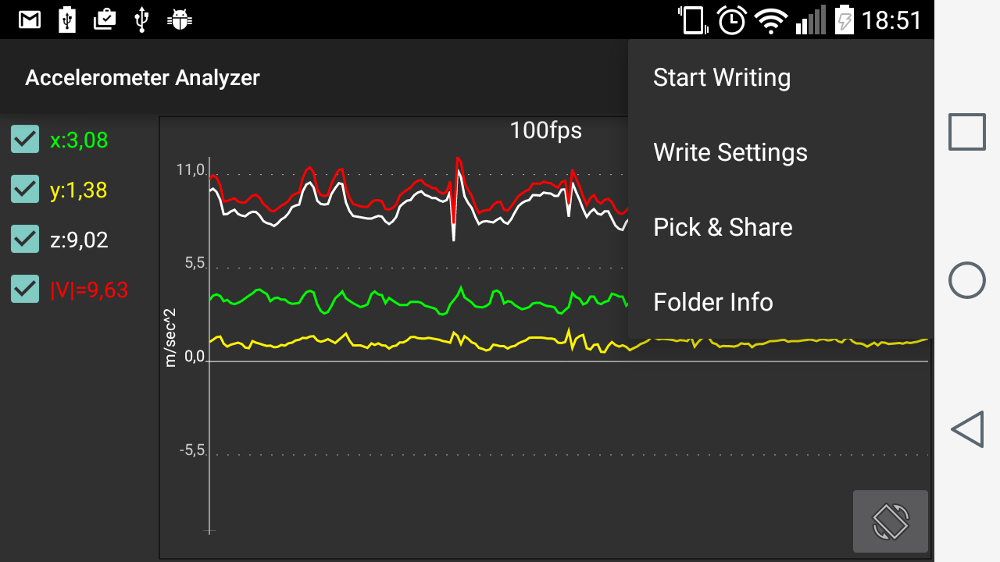 18:51
Accelerometer Analyzer
Start Writing
Write Settings
Pick & Share
Folder Info
x:3,08
y:1,38
z:9,02
|V|=9,63
100fps
11,0
5,5
0,0
-5,5
m/sec^2